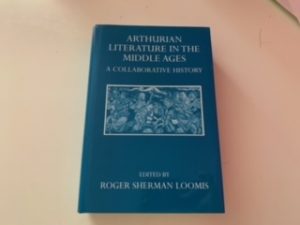 ARTHURIAN
LITERATURE IN THE
MIDDLE AGES
A COLLABORATIVE HISTORY
EDITED BY
ROGER SHERMAN LOOMIS